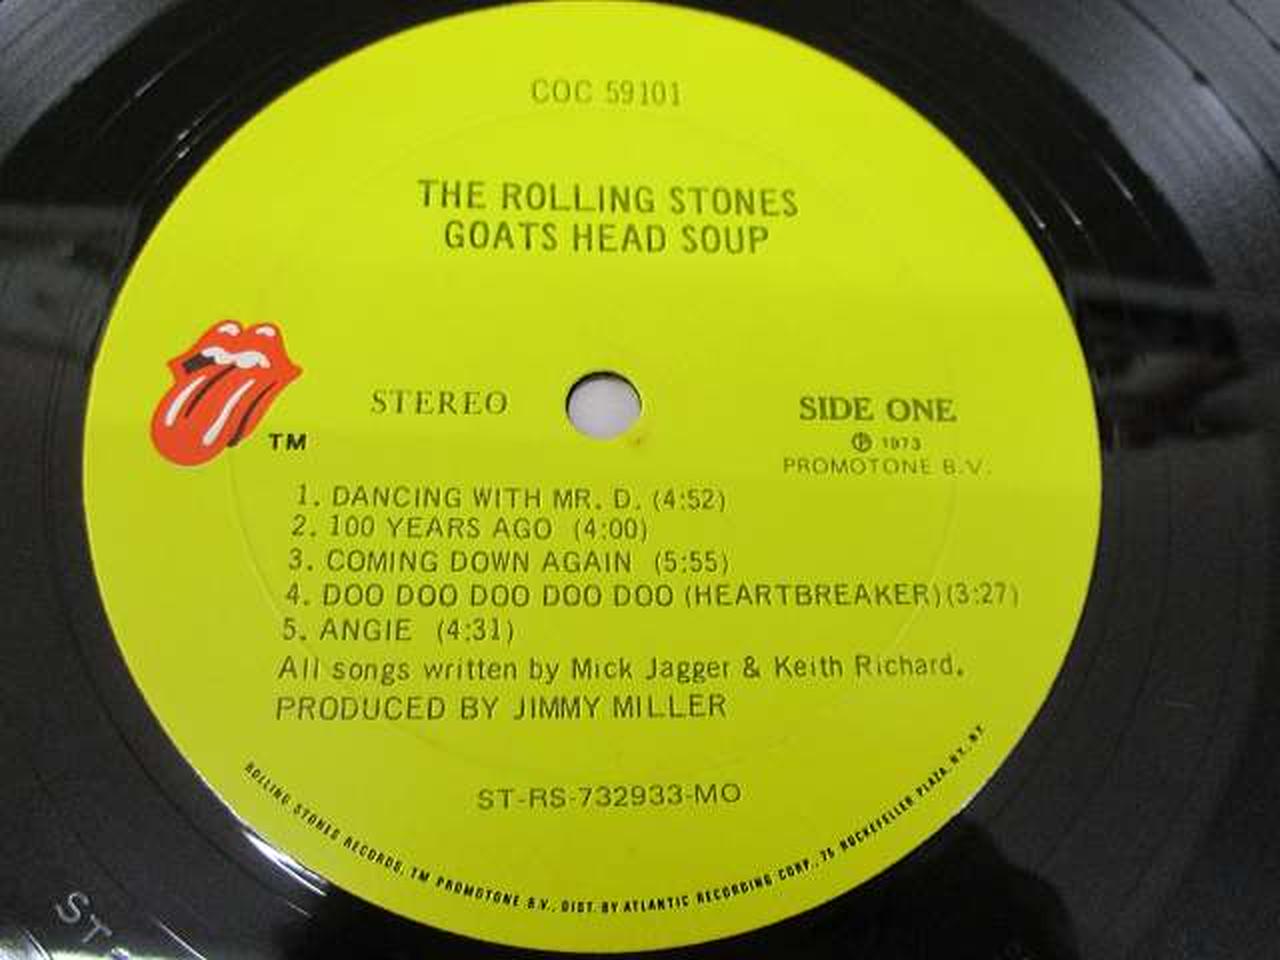 COC 59101
THE ROLLING STONES
GOATS HEAD SOUP
TM
STEREO
SIDE ONE
Ⓟ 1973
PROMOTONE B.V.
1. DANCING WITH MR. D. (4:52)
2. 100 YEARS AGO (4:00)
3. COMING DOWN AGAIN (5:55)
4. DOO DOO DOO DOO DOO (HEARTBREAKER) (3:27)
5. ANGIE (4:31)
All songs written by Mick Jagger & Keith Richard.
PRODUCED BY JIMMY MILLER
ST-RS-732933-MO
ROLLING STONES RECORDS, TM PROMOTONE B.V., DIST. BY ATLANTIC RECORDING CORP., 75 ROCKEFELLER PLAZA, NY., NY.
ST